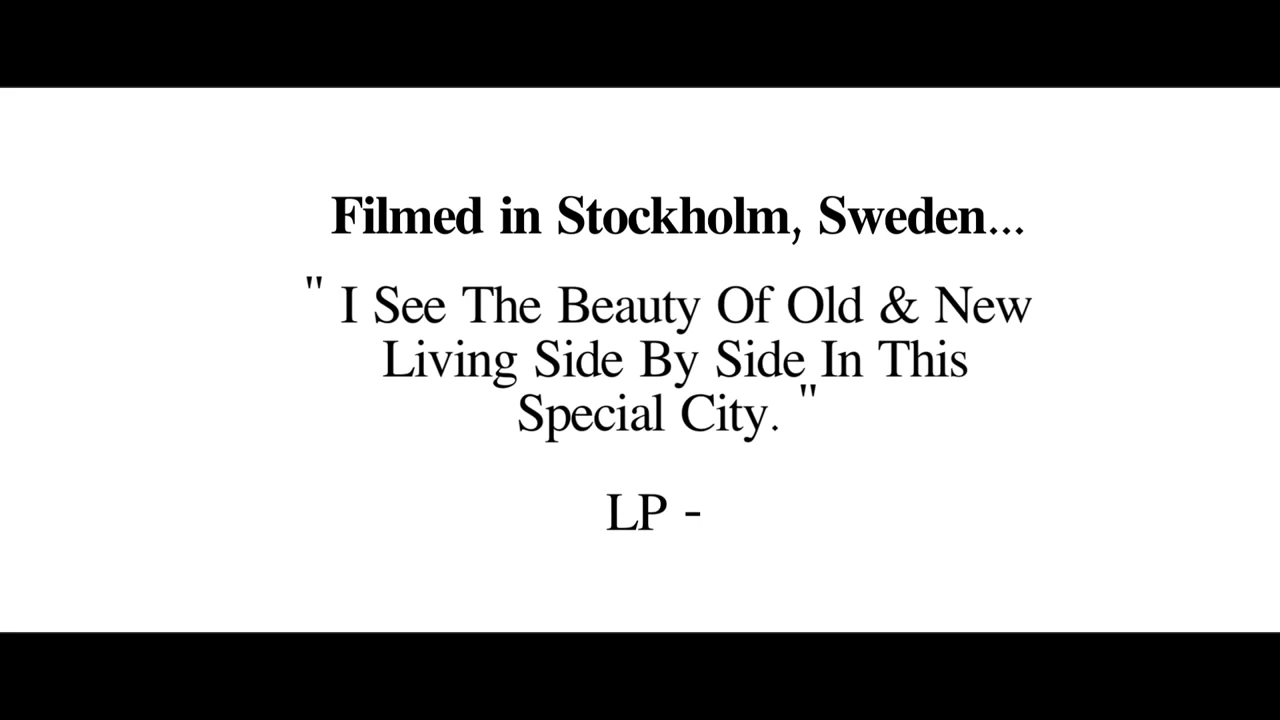 Filmed in Stockholm, Sweden...
" I See The Beauty Of Old & New
Living Side By Side In This
Special City. "
LP -